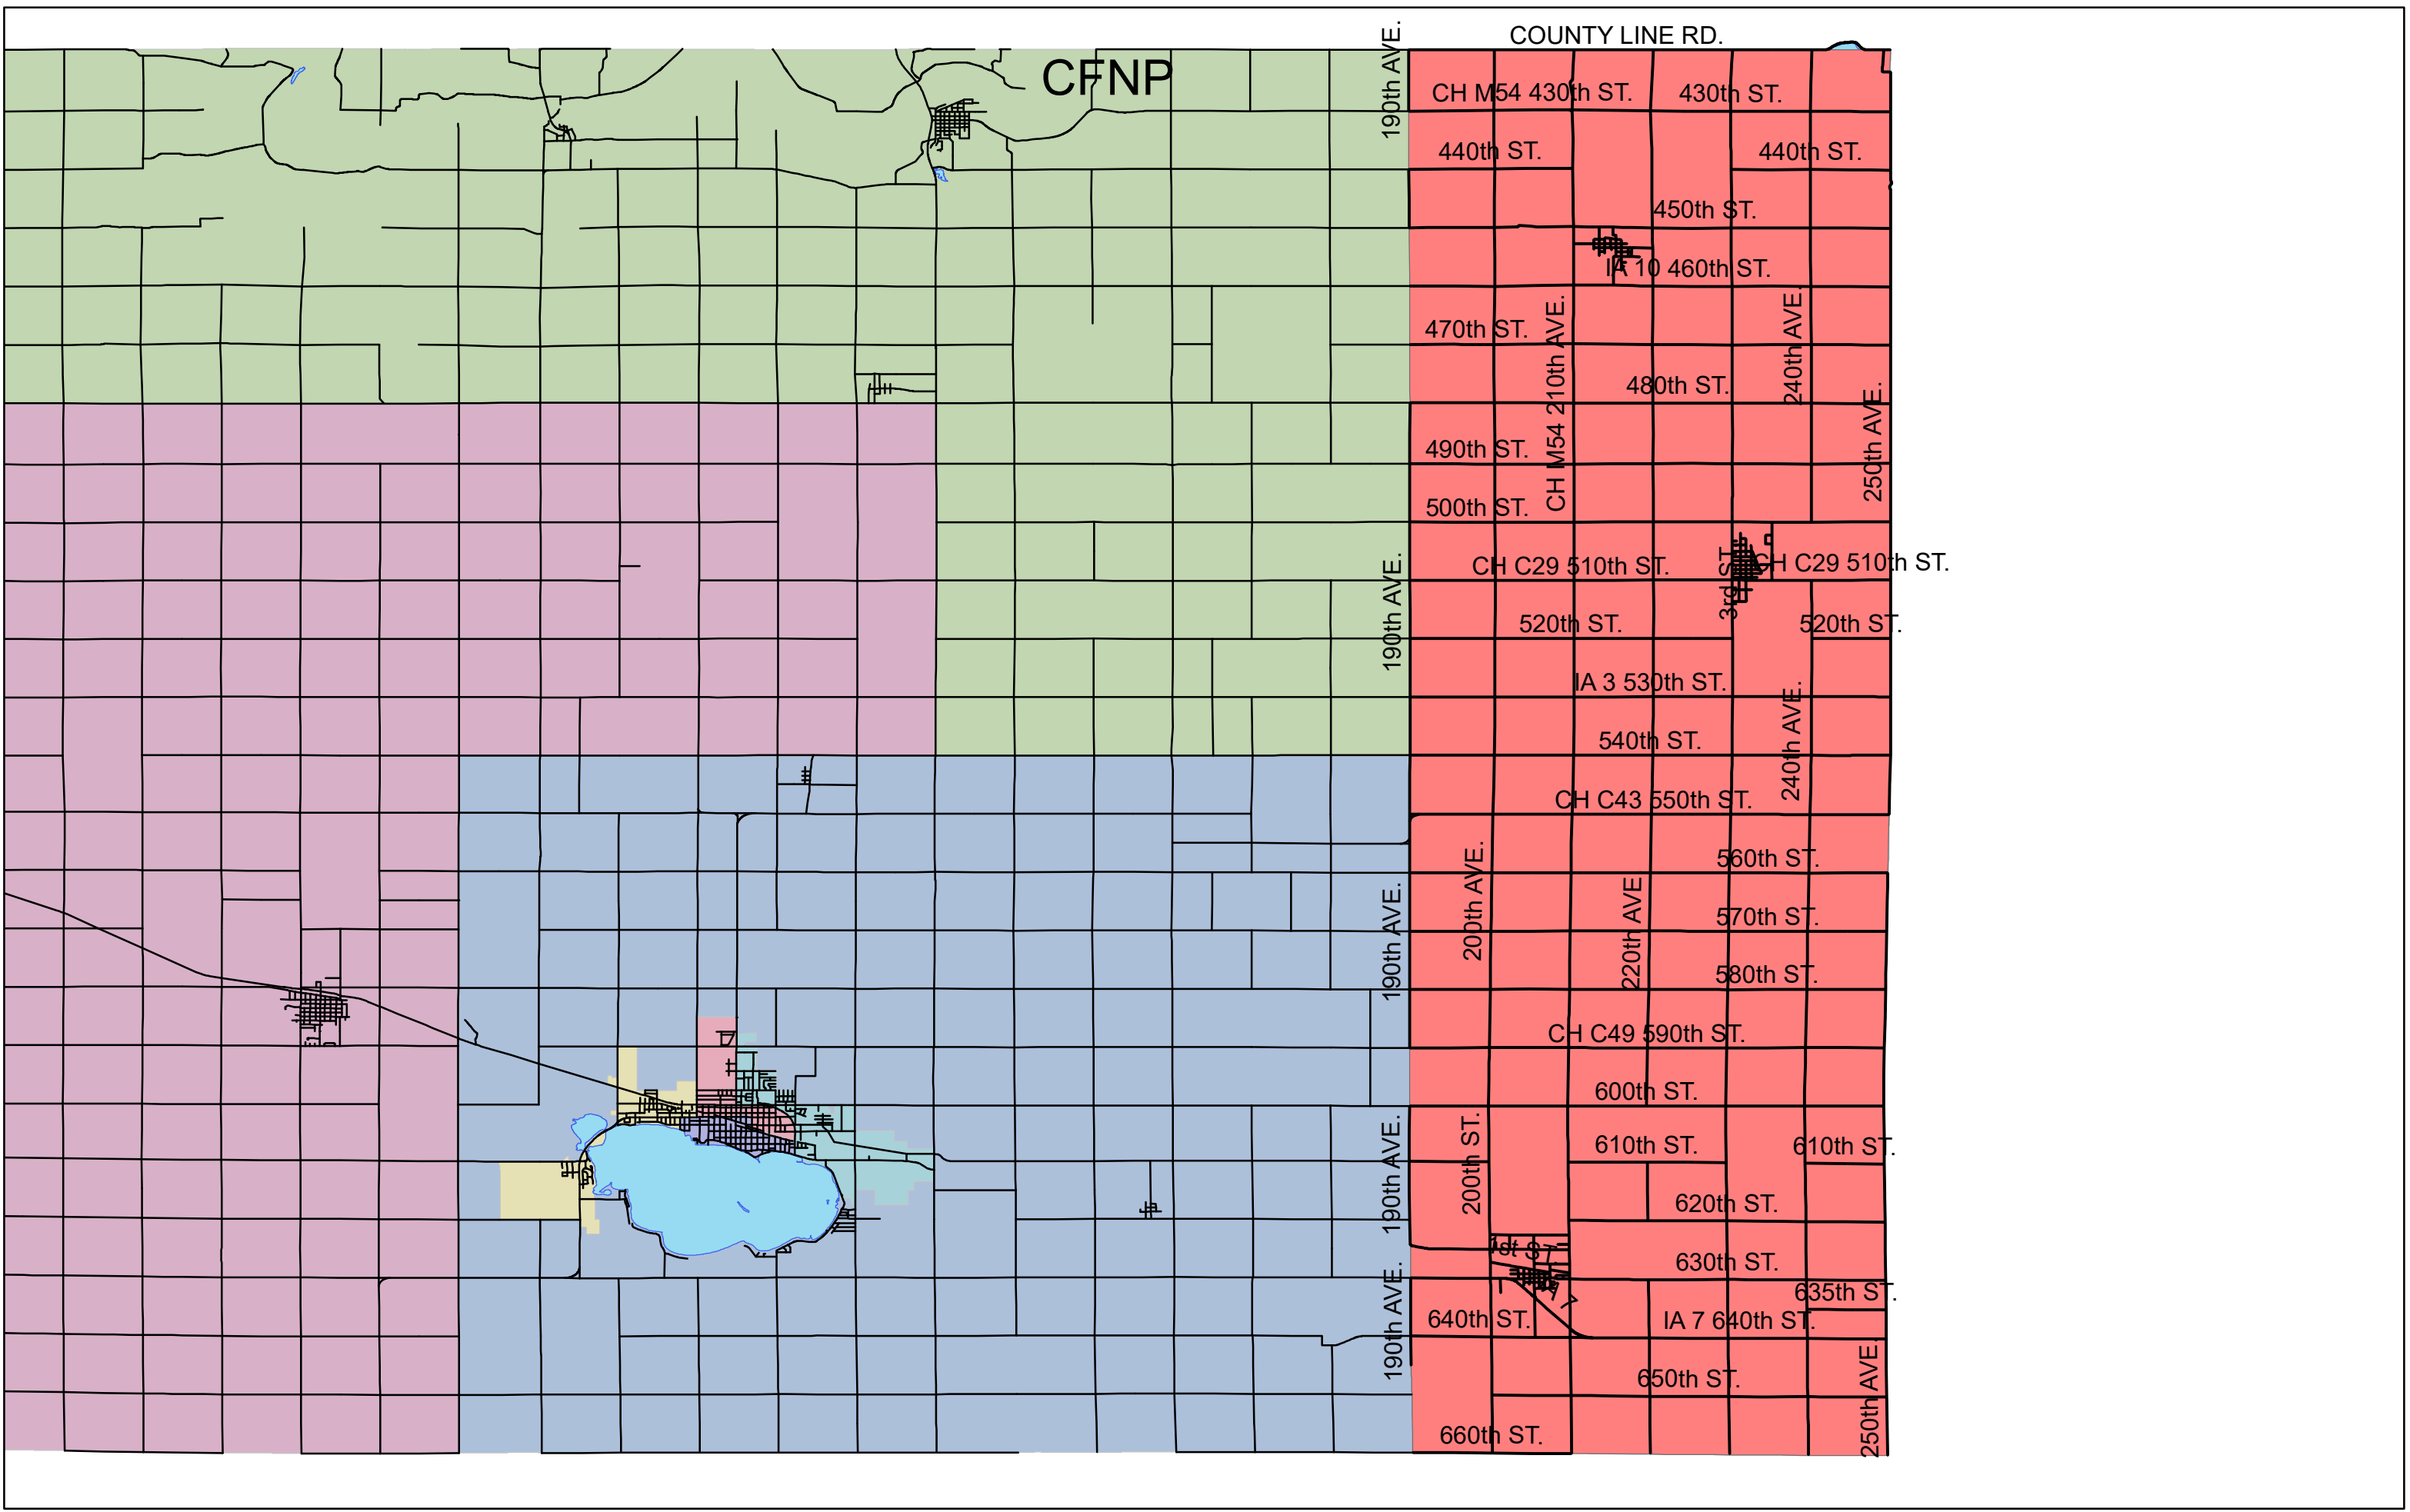 COUNTY LINE RD.
CFNP
190th AVE.
CH M54 430th ST.
430th ST.
440th ST.
440th ST.
450th ST.
IA 10 460th ST.
470th ST.
CH M54 210th AVE.
240th AVE.
480th ST.
250th AVE.
490th ST.
500th ST.
190th AVE.
CH C29 510th ST.
3rd ST.
CH C29 510th ST.
520th ST.
520th ST.
IA 3 530th ST.
240th AVE.
540th ST.
CH C43 550th ST.
200th AVE.
560th ST.
190th AVE.
220th AVE
570th ST.
580th ST.
CH C49 590th ST.
600th ST.
190th AVE.
200th ST.
610th ST.
610th ST.
620th ST.
1st ST.
630th ST.
190th AVE.
IA 7
635th ST.
640th ST.
IA 7 640th ST.
250th AVE.
650th ST.
660th ST.